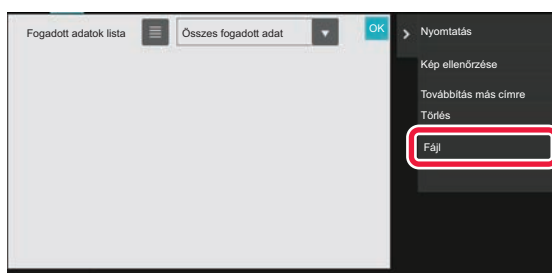 Fogadott adatok lista
Összes fogadott adat
OK
Nyomtatás
Kép ellenőrzése
Továbbítás más címre
Törlés
Fájl